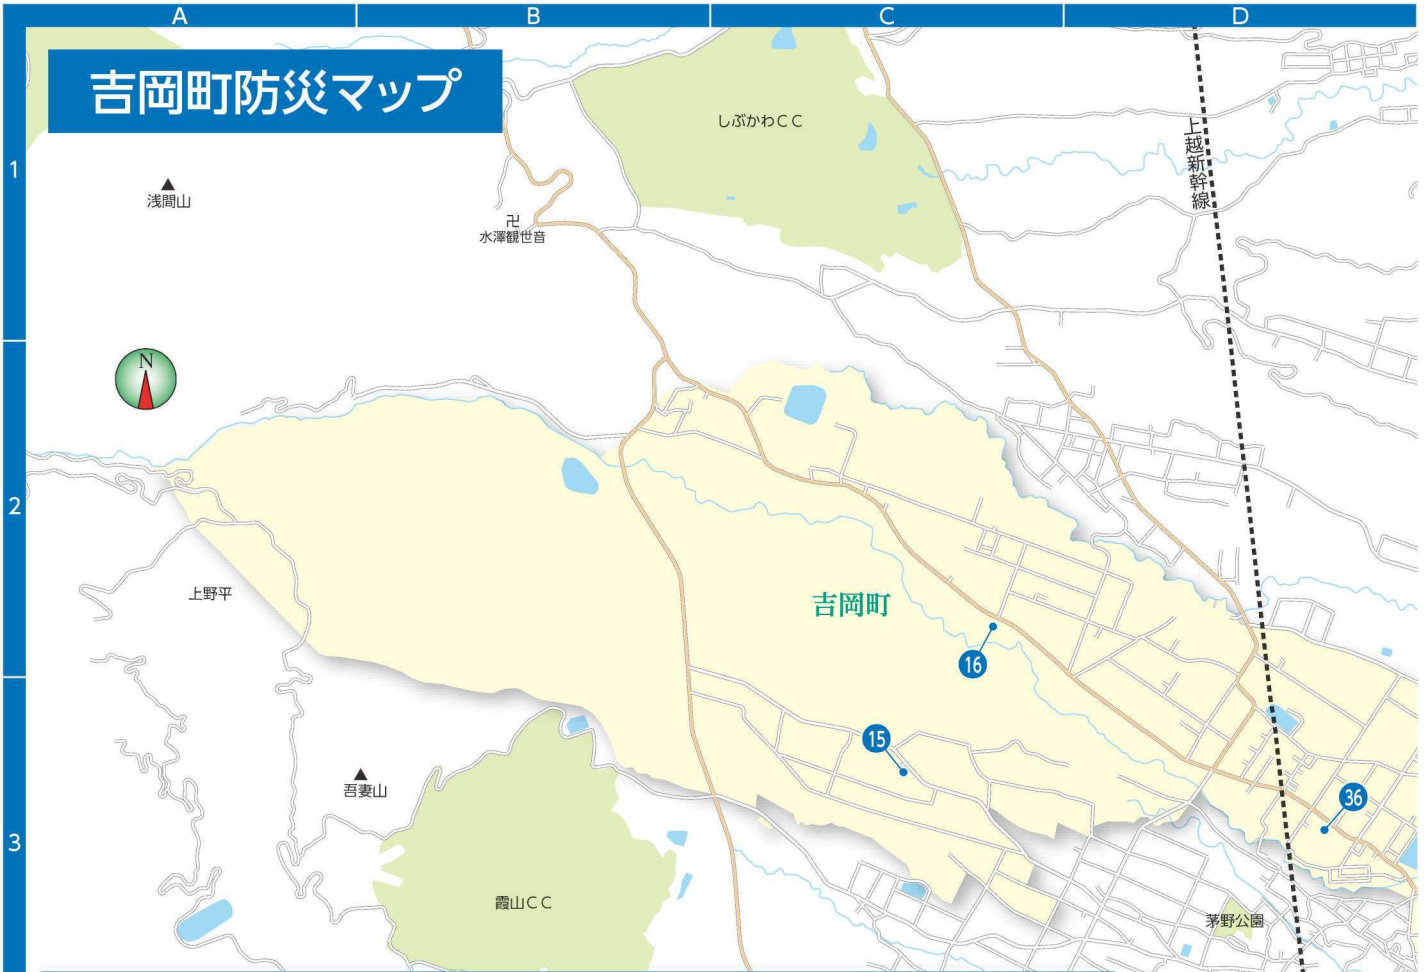 A B C D
吉岡町防災マップ
しぶかわCC
上越新幹線
1
浅間山
卍
水澤観世音
N
2
上野平
吉岡町
16
15
吾妻山
36
3
霞山CC
茅野公園